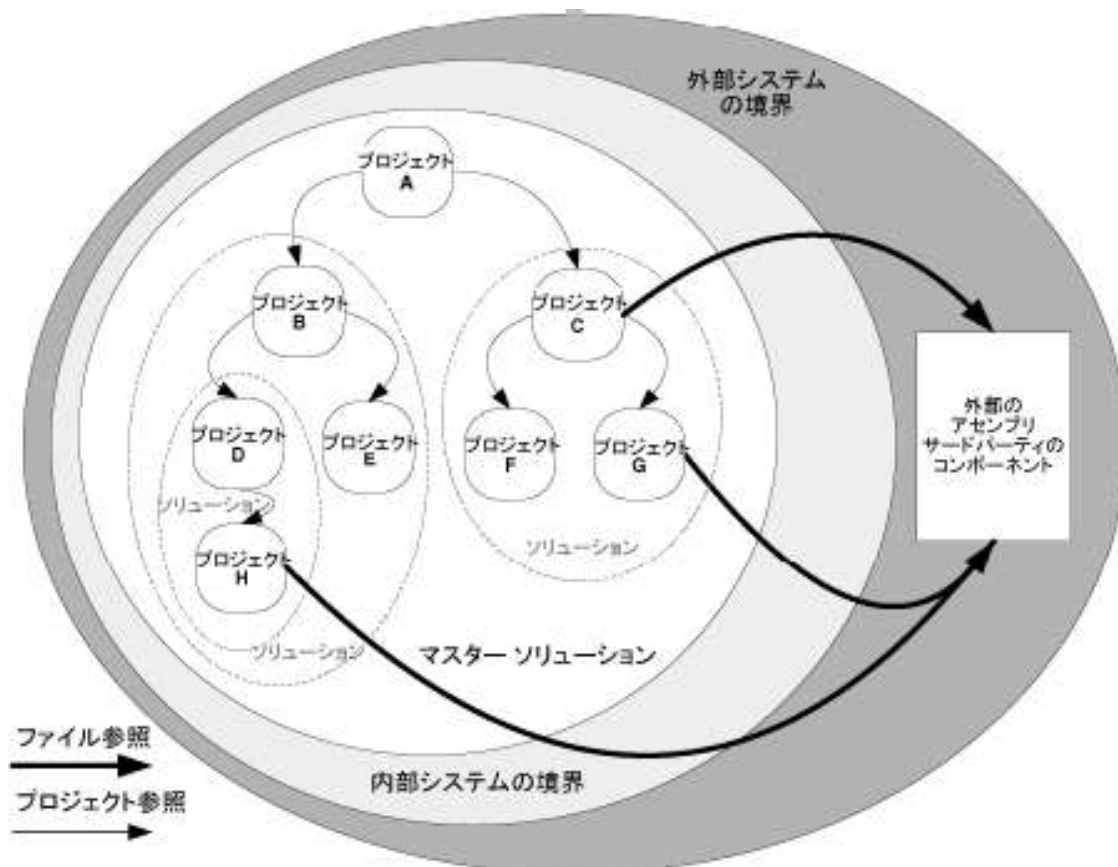 外部システム
の境界
プロジェクト
A
プロジェクト
B
プロジェクト
C
プロジェクト
D
プロジェクト
E
プロジェクト
F
プロジェクト
G
ソリューション
プロジェクト
H
ソリューション
ソリューション
外部の
アセンブリ
サードパーティの
コンポーネント
マスター ソリューション
内部システムの境界
ファイル参照
プロジェクト参照